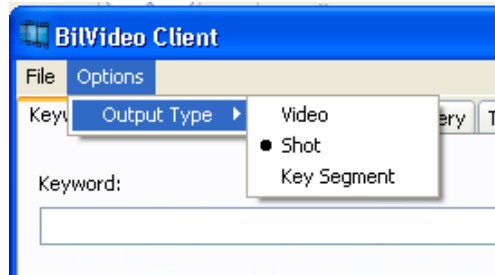 BilVideo Client
File Options
Output Type
Video
Shot
Key Segment
Keyword: